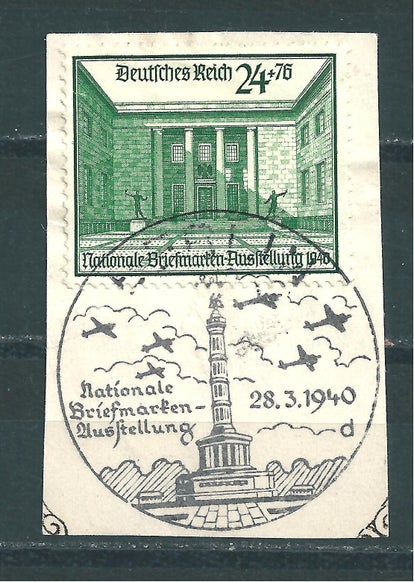 Deutsches Reich 24+76
Nationale Briefmarken-Ausstellung 1940
Nationale
Briefmarken-
Ausstellung
28.3.1940
d